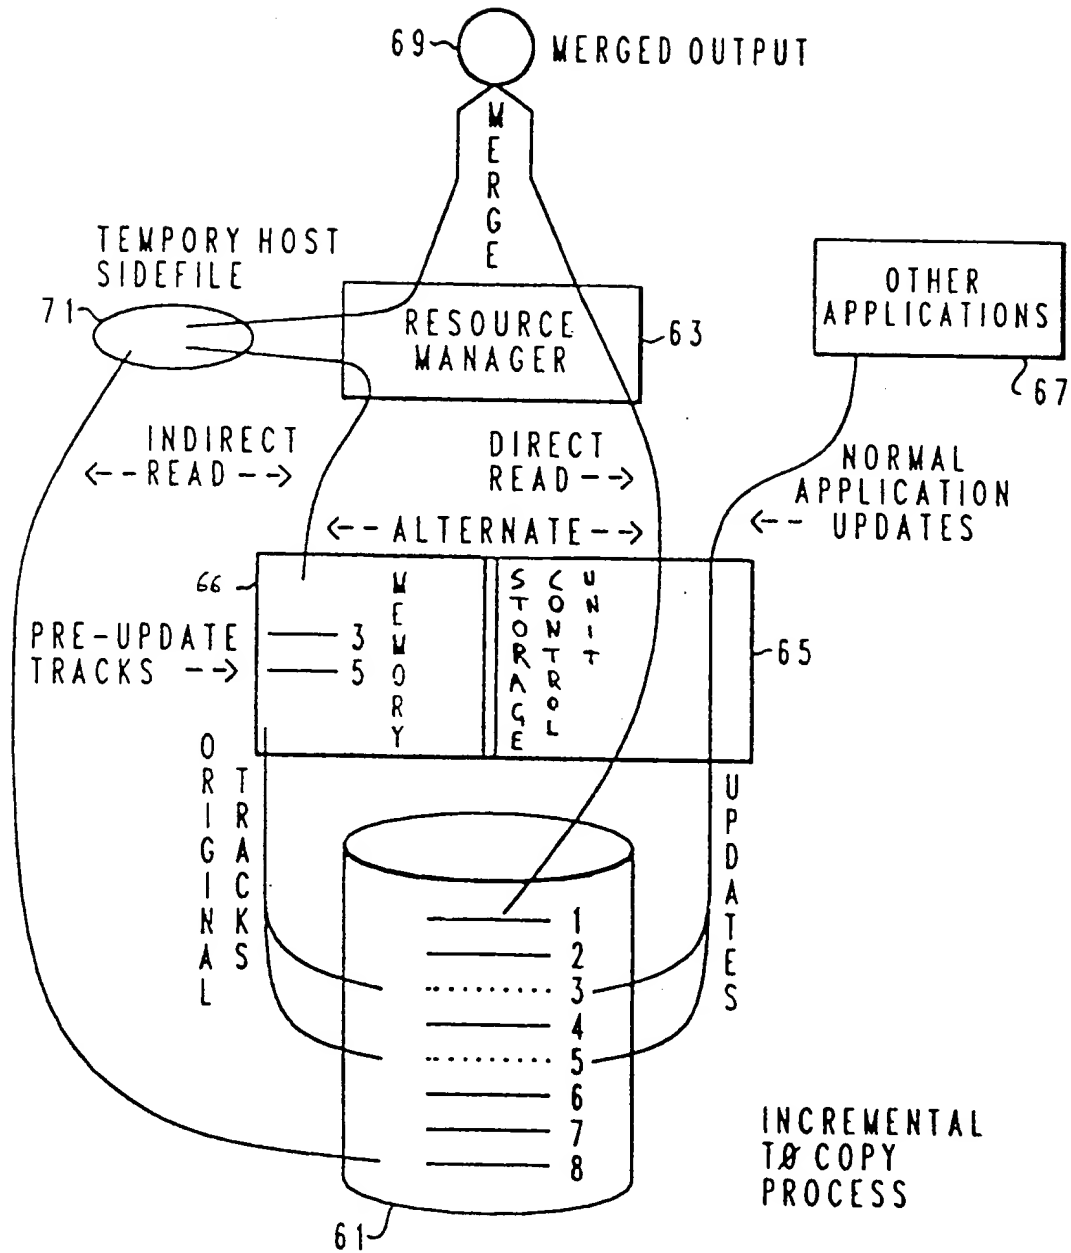 69
MERGED OUTPUT
MERGE
TEMPORY HOST
SIDEFILE
71
RESOURCE
MANAGER
63
OTHER
APPLICATIONS
67
INDIRECT
<--READ-->
DIRECT
READ-->
<--ALTERNATE-->
NORMAL
APPLICATION
<-- UPDATES
66
MEMORY
STORAGE
CONTROL
UNIT
65
PRE-UPDATE
TRACKS -->
3
5
ORIGINAL
TRACKS
UPDATES
1
2
3
4
5
6
7
8
61
INCREMENTAL
T0 COPY
PROCESS